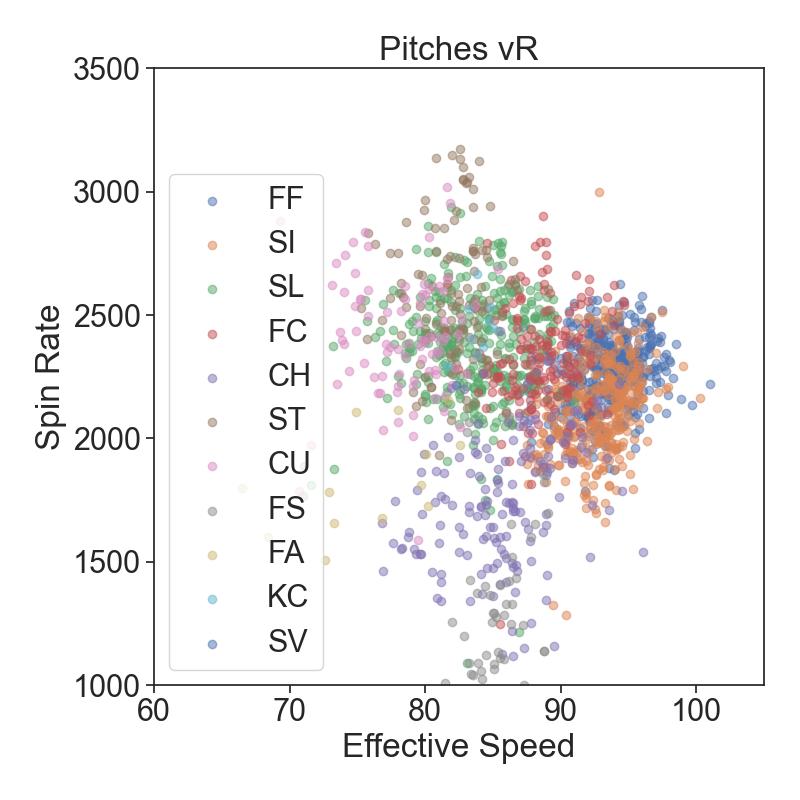 Pitches vR
3500
3000
2500
2000
1500
1000
Spin Rate
FF
SI
SL
FC
CH
ST
CU
FS
FA
KC
SV
60
70
80
90
100
Effective Speed